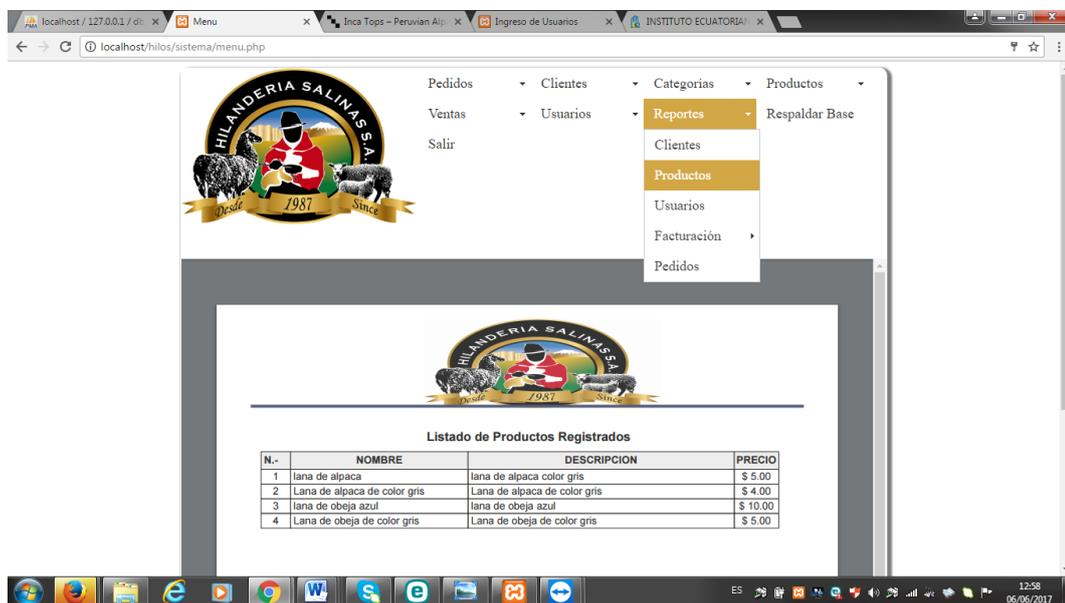 localhost / 127.0.0.1 / db
Menu
Inca Tops – Peruvian Alp
Ingreso de Usuarios
INSTITUTO ECUATORIAN
localhost/hilos/sistema/menu.php
HILANDERIA SALINAS S.A.
Desde 1987 Since
Pedidos Clientes Categorias Productos
Ventas Usuarios Reportes Respaldar Base
Salir
Clientes
Productos
Usuarios
Facturación
Pedidos
HILANDERIA SALINAS S.A.
Desde 1987 Since
Listado de Productos Registrados
N.- NOMBRE DESCRIPCION PRECIO
1 lana de alpaca lana de alpaca color gris $ 5.00
2 Lana de alpaca de color gris Lana de alpaca de color gris $ 4.00
3 lana de obeja azul lana de obeja azul $ 10.00
4 Lana de obeja de color gris Lana de obeja de color gris $ 5.00
ES
12:58
06/06/2017